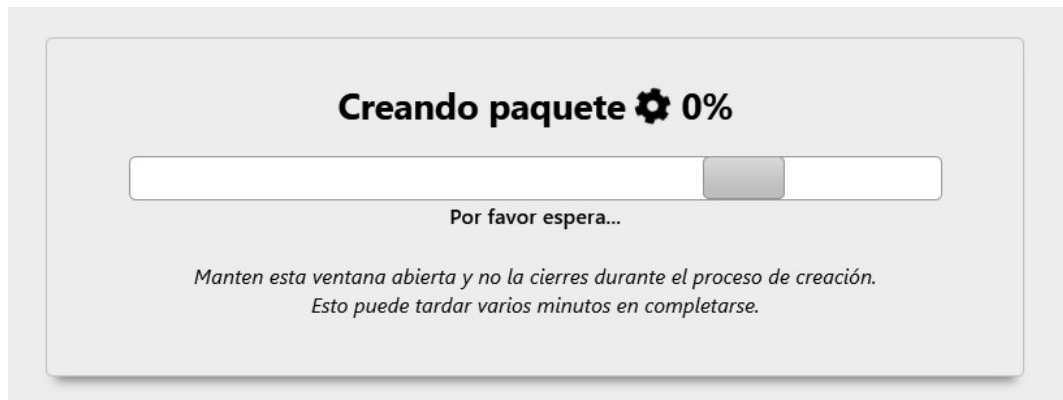 Creando paquete 0%
Por favor espera...
Manten esta ventana abierta y no la cierres durante el proceso de creación.
Esto puede tardar varios minutos en completarse.